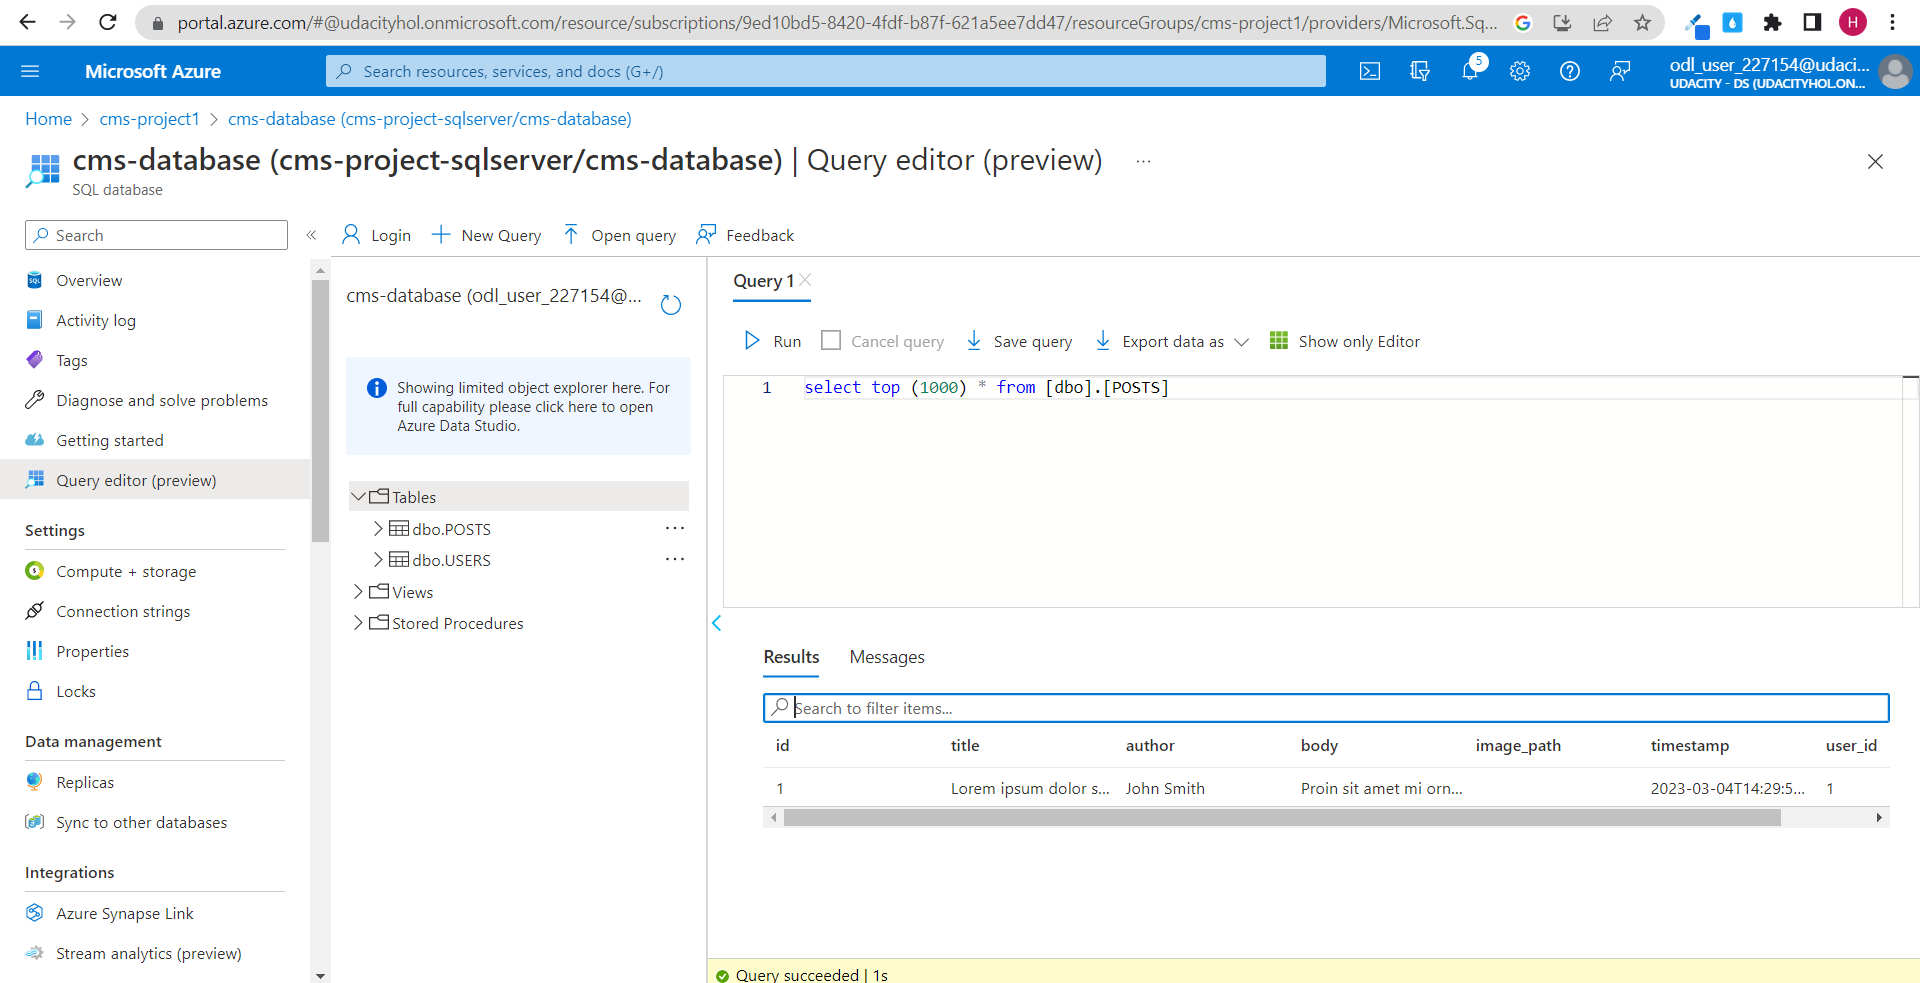 portal.azure.com/#@udacityhol.onmicrosoft.com/resource/subscriptions/9ed10bd5-8420-4fdf-b87f-621a5ee7dd47/resourceGroups/cms-project1/providers/Microsoft.Sq...
H
Microsoft Azure
Search resources, services, and docs (G+/)
5
odl_user_227154@udaci...
UDACITY - DS (UDACITYHOL.ON...
Home > cms-project1 > cms-database (cms-project-sqlserver/cms-database)
cms-database (cms-project-sqlserver/cms-database) | Query editor (preview) ...
SQL database
Search
Login
New Query
Open query
Feedback
Overview
Activity log
Tags
Diagnose and solve problems
Getting started
Query editor (preview)
Settings
Compute + storage
Connection strings
Properties
Locks
Data management
Replicas
Sync to other databases
Integrations
Azure Synapse Link
Stream analytics (preview)
cms-database (odl_user_227154@...
Showing limited object explorer here. For
full capability please click here to open
Azure Data Studio.
Tables
dbo.POSTS ...
dbo.USERS ...
Views
Stored Procedures
Query 1
Run
Cancel query
Save query
Export data as
Show only Editor
1 select top (1000) * from [dbo].[POSTS]
Results
Messages
Search to filter items...
id title author body image_path timestamp user_id
1 Lorem ipsum dolor s... John Smith Proin sit amet mi orn... 2023-03-04T14:29:5... 1
Query succeeded | 1s